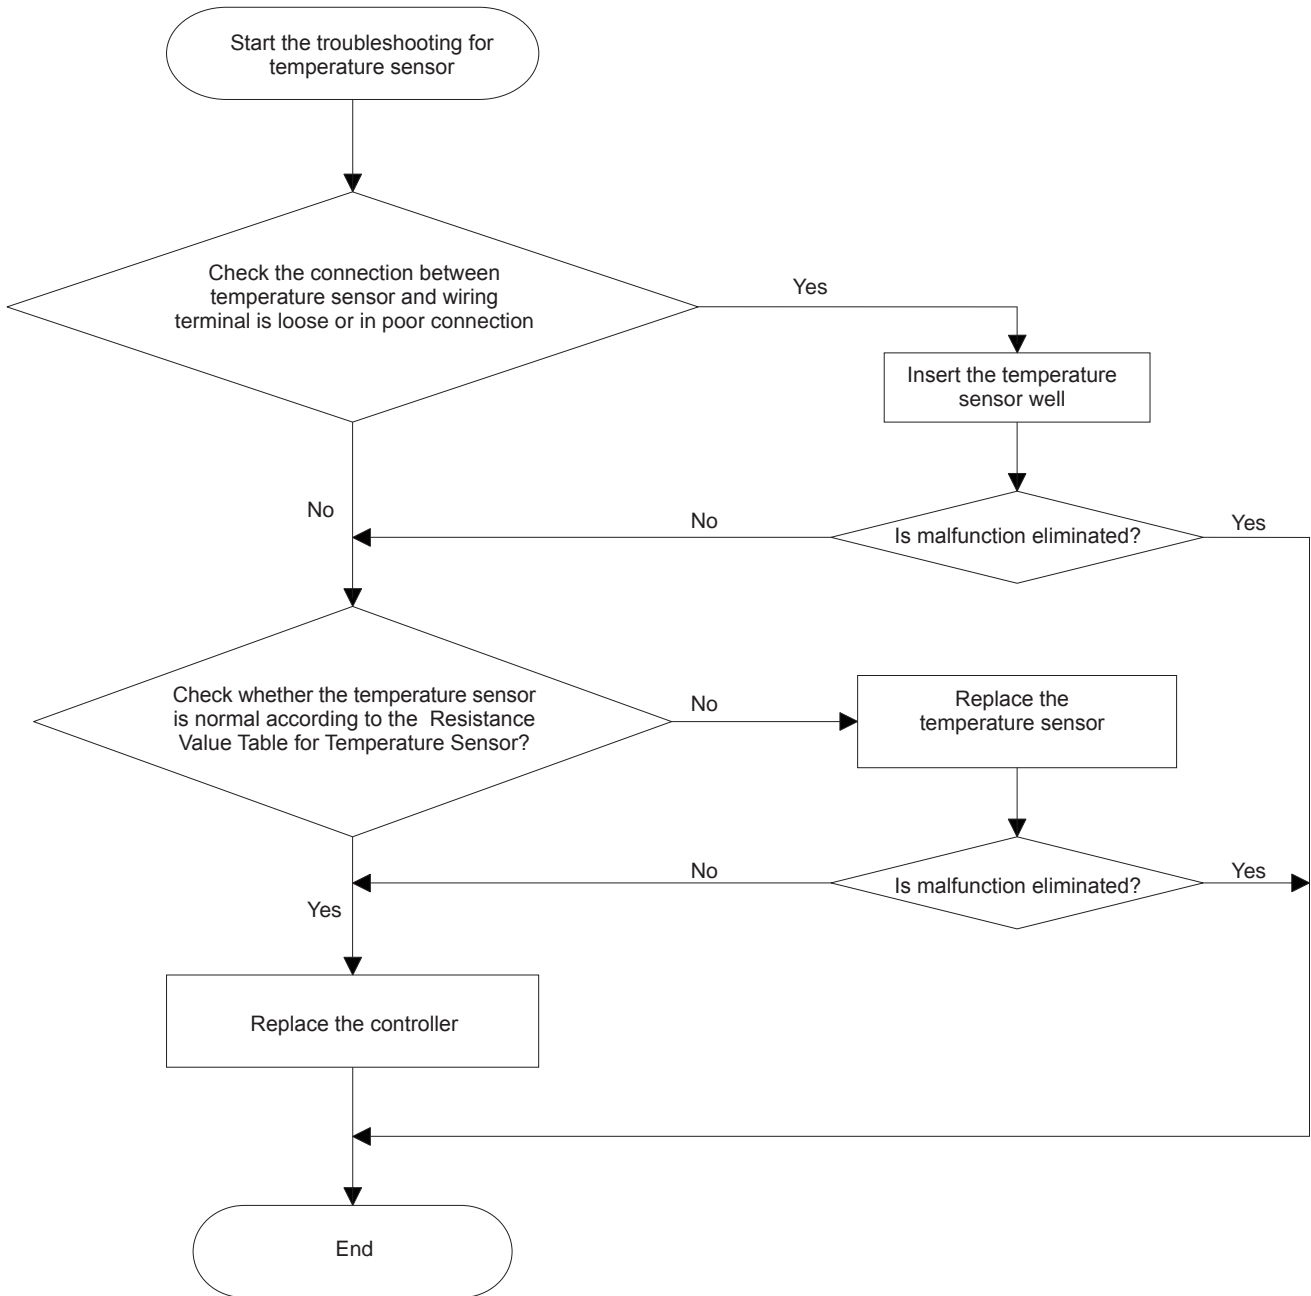 Start the troubleshooting for
temperature sensor
Check the connection between
temperature sensor and wiring
terminal is loose or in poor connection
Yes
Insert the temperature
sensor well
No
No
Is malfunction eliminated?
Yes
Check whether the temperature sensor
is normal according to the  Resistance
Value Table for Temperature Sensor?
No
Replace the
temperature sensor
No
Is malfunction eliminated?
Yes
Yes
Replace the controller
End